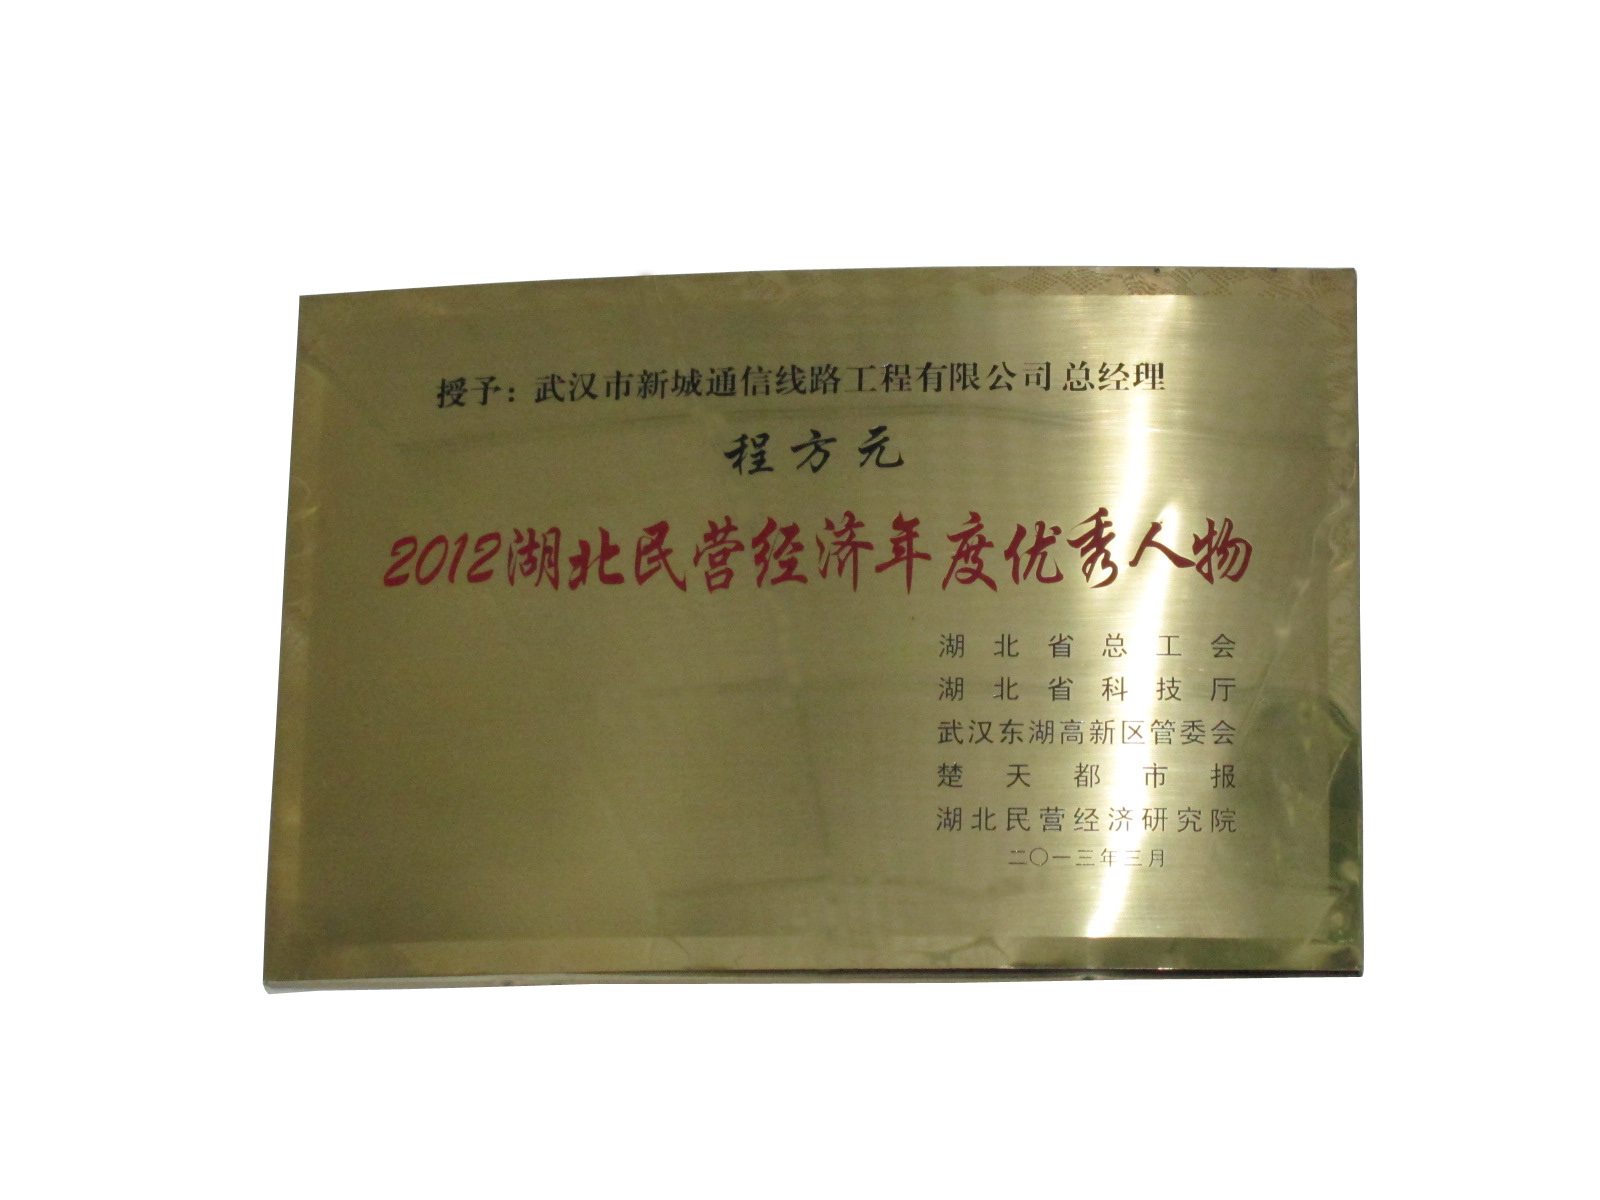 授予：武汉市新城通信线路工程有限公司 总经理
程方元
2012湖北民营经济年度优秀人物
湖北省总工会
湖北省科技厅
武汉东湖高新区管委会
楚天都市报
湖北民营经济研究院
二〇一三年三月